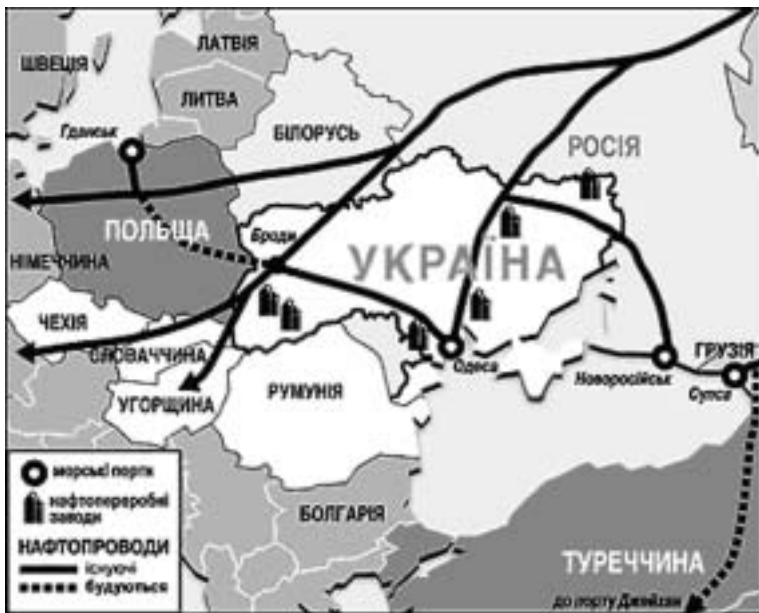 ЛАТВІЯ
ШВЕЦІЯ
ЛИТВА
Гданськ
БІЛОРУСЬ
РОСІЯ
ПОЛЬЩА
Броди
УКРАЇНА
НІМЕЧЧИНА
ЧЕХІЯ
СЛОВАЧЧИНА
ГРУЗІЯ
Одеса
Новоросійськ
Супса
РУМУНІЯ
УГОРЩИНА
морські порти
нафтопереробні
заводи
БОЛГАРІЯ
НАФТОПРОВОДИ
існуючі
будуються
ТУРЕЧЧИНА
до порту Джейхан